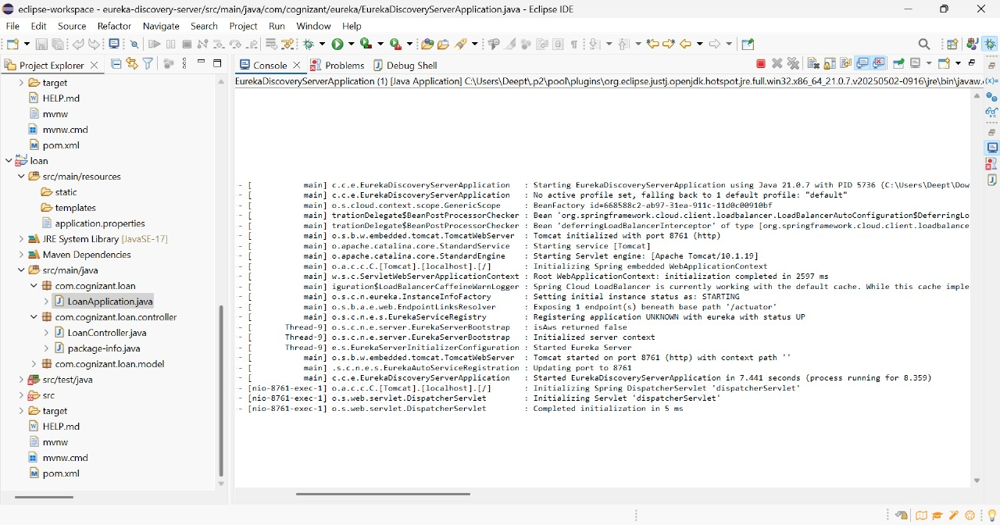 eclipse-workspace - eureka-discovery-server/src/main/java/com/cognizant/eureka/EurekaDiscoveryServerApplication.java - Eclipse IDE
File Edit Source Refactor Navigate Search Project Run Window Help
Project Explorer
target
HELP.md
mvnw
mvnw.cmd
pom.xml
loan
src/main/resources
static
templates
application.properties
JRE System Library [JavaSE-17]
Maven Dependencies
src/main/java
com.cognizant.loan
LoanApplication.java
com.cognizant.loan.controller
LoanController.java
package-info.java
com.cognizant.loan.model
src/test/java
src
target
HELP.md
mvnw
mvnw.cmd
pom.xml
Console Problems Debug Shell
EurekaDiscoveryServerApplication (1) [Java Application] C:\Users\Deept\.p2\pool\plugins\org.eclipse.justj.openjdk.hotspot.jre.full.win32.x86_64_21.0.7.v20250502-0916\jre\bin\javaw.
-- [ main] c.c.e.EurekaDiscoveryServerApplication : Starting EurekaDiscoveryServerApplication using Java 21.0.7 with PID 5736 (C:\Users\Deept\Dow
-- [ main] c.c.e.EurekaDiscoveryServerApplication : No active profile set, falling back to 1 default profile: "default"
-- [ main] o.s.cloud.context.scope.GenericScope : BeanFactory id=668588c2-ab97-31ea-911c-11d0c00910bf
-- [ main] trationDelegate$BeanPostProcessorChecker : Bean 'org.springframework.cloud.client.loadbalancer.LoadBalancerAutoConfiguration$DeferringLo
-- [ main] trationDelegate$BeanPostProcessorChecker : Bean 'deferringLoadBalancerInterceptor' of type [org.springframework.cloud.client.loadbalance
-- [ main] o.s.b.w.embedded.tomcat.TomcatWebServer : Tomcat initialized with port 8761 (http)
-- [ main] o.apache.catalina.core.StandardService : Starting service [Tomcat]
-- [ main] o.apache.catalina.core.StandardEngine : Starting Servlet engine: [Apache Tomcat/10.1.19]
-- [ main] o.a.c.c.C.[Tomcat].[localhost].[/] : Initializing Spring embedded WebApplicationContext
-- [ main] w.s.c.ServletWebServerApplicationContext : Root WebApplicationContext: initialization completed in 2597 ms
-- [ main] iguration$LoadBalancerCaffeineWarnLogger : Spring Cloud LoadBalancer is currently working with the default cache. While this cache imple
-- [ main] o.s.c.n.eureka.InstanceInfoFactory : Setting initial instance status as: STARTING
-- [ main] o.s.b.a.e.web.EndpointLinksResolver : Exposing 1 endpoint(s) beneath base path '/actuator'
-- [ main] o.s.c.n.e.s.EurekaServiceRegistry : Registering application UNKNOWN with eureka with status UP
-- [ Thread-9] o.s.c.n.e.server.EurekaServerBootstrap : isAws returned false
-- [ Thread-9] o.s.c.n.e.server.EurekaServerBootstrap : Initialized server context
-- [ Thread-9] e.s.EurekaServerInitializerConfiguration : Started Eureka Server
-- [ main] o.s.b.w.embedded.tomcat.TomcatWebServer : Tomcat started on port 8761 (http) with context path ''
-- [ main] .s.c.n.e.s.EurekaAutoServiceRegistration : Updating port to 8761
-- [ main] c.c.e.EurekaDiscoveryServerApplication : Started EurekaDiscoveryServerApplication in 7.441 seconds (process running for 8.359)
-- [nio-8761-exec-1] o.a.c.c.C.[Tomcat].[localhost].[/] : Initializing Spring DispatcherServlet 'dispatcherServlet'
-- [nio-8761-exec-1] o.s.web.servlet.DispatcherServlet : Initializing Servlet 'dispatcherServlet'
-- [nio-8761-exec-1] o.s.web.servlet.DispatcherServlet : Completed initialization in 5 ms